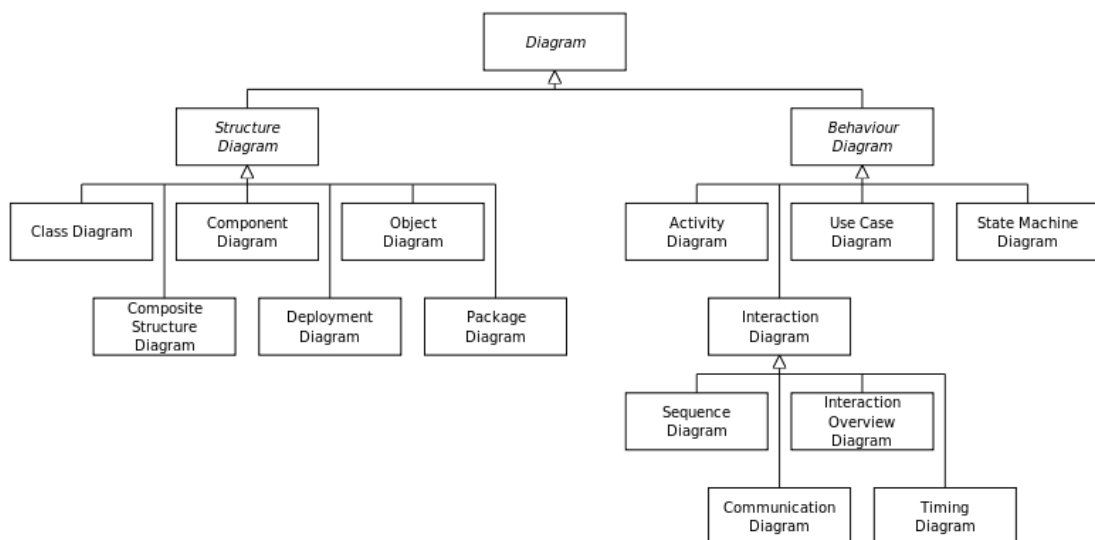 Diagram
Structure
Diagram
Behaviour
Diagram
Class Diagram
Component
Diagram
Object
Diagram
Activity
Diagram
Use Case
Diagram
State Machine
Diagram
Composite
Structure
Diagram
Deployment
Diagram
Package
Diagram
Interaction
Diagram
Sequence
Diagram
Interaction
Overview
Diagram
Communication
Diagram
Timing
Diagram